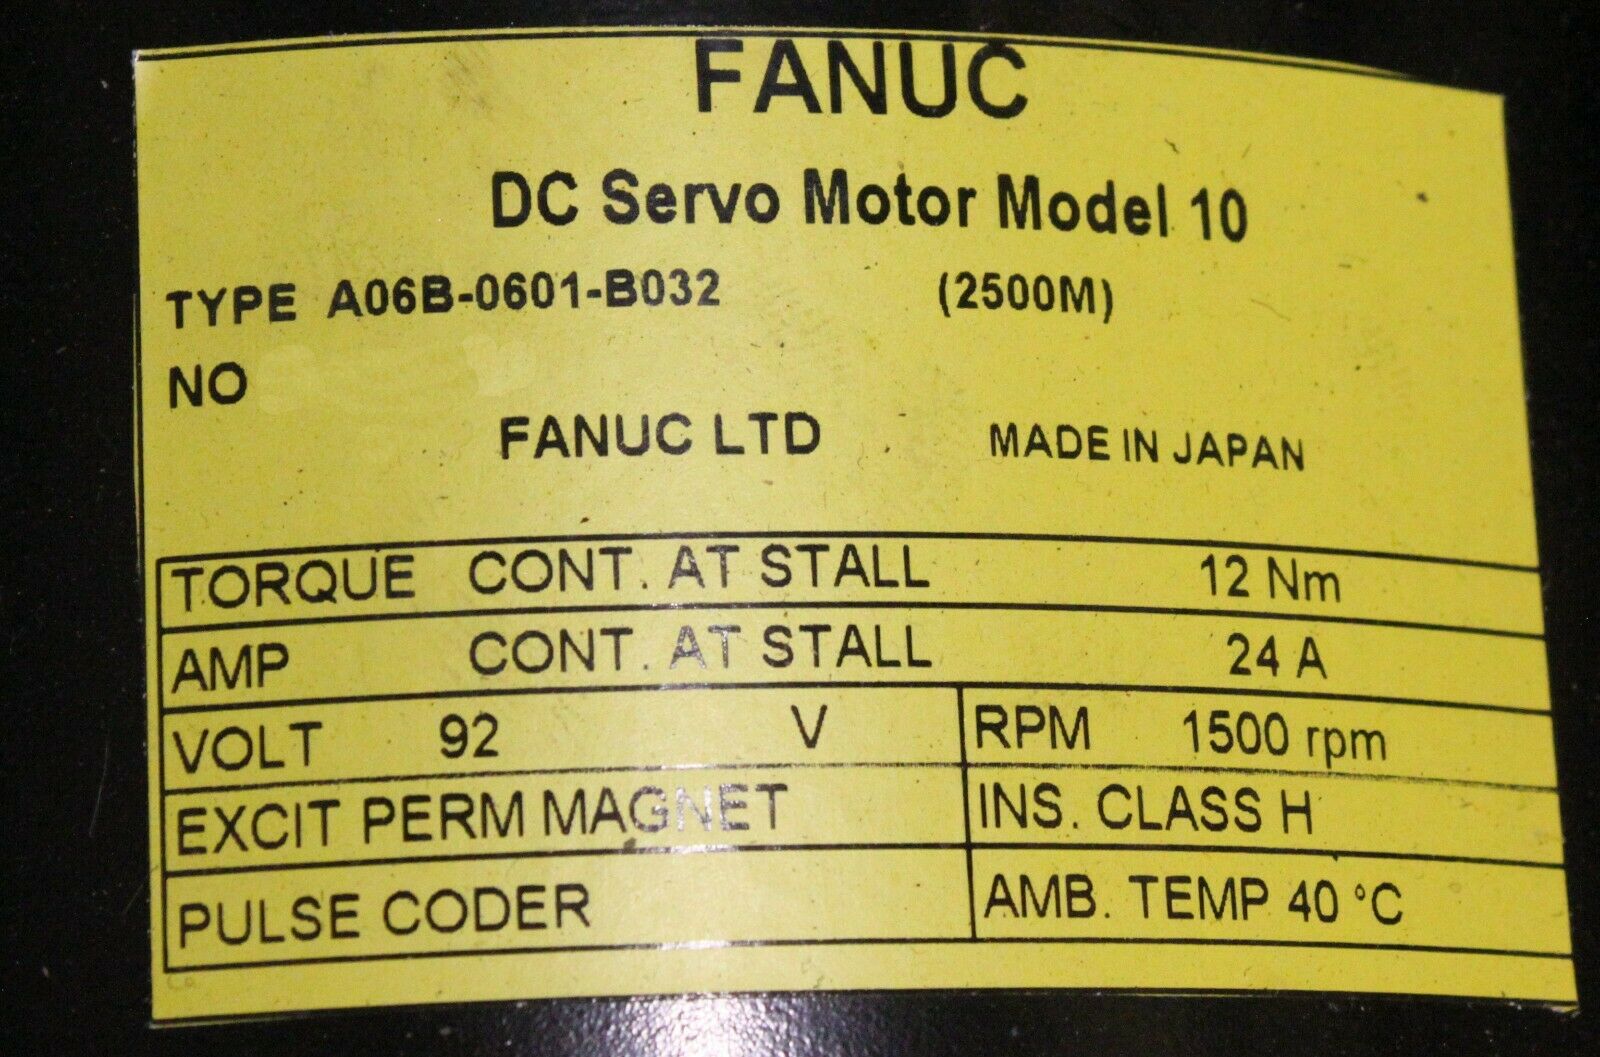 FANUC
DC Servo Motor Model 10
TYPE A06B-0601-B032 (2500M)
NO
FANUC LTD MADE IN JAPAN
TORQUE CONT. AT STALL 12 Nm
AMP CONT. AT STALL 24 A
VOLT 92 V RPM 1500 rpm
EXCIT PERM MAGNET INS. CLASS H
PULSE CODER AMB. TEMP 40 °C